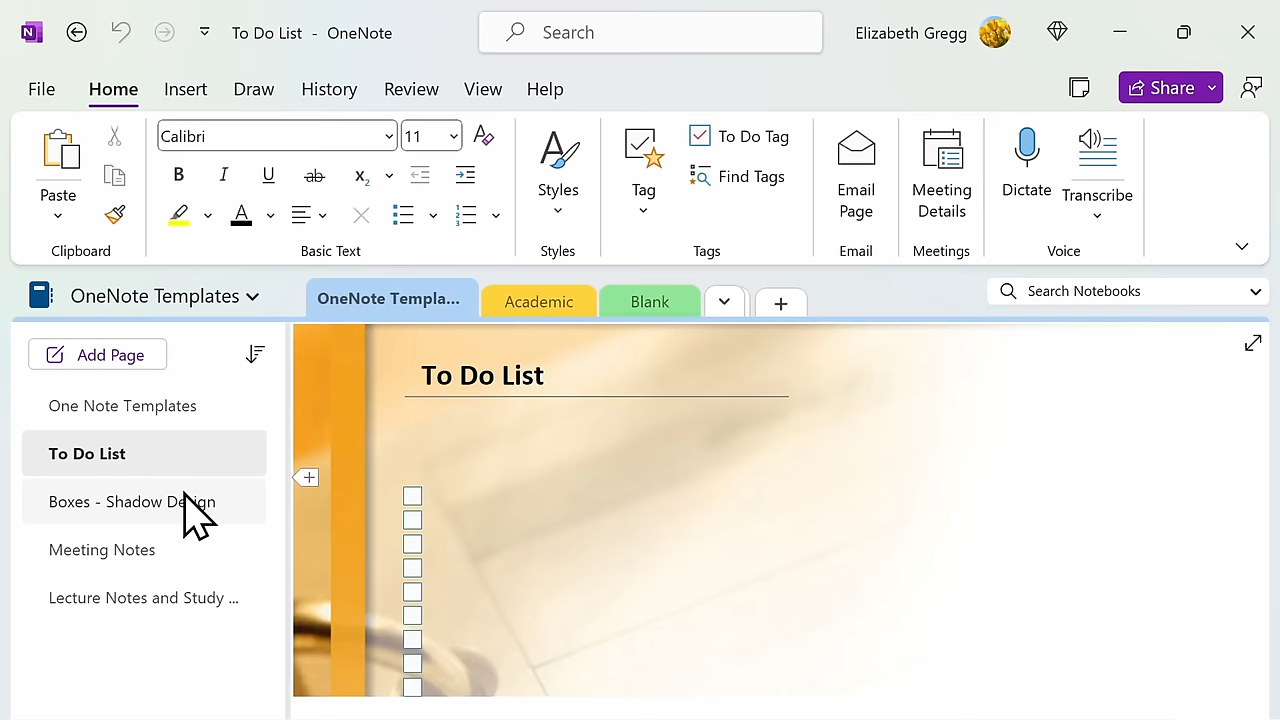 To Do List - OneNote
Search
Elizabeth Gregg
File Home Insert Draw History Review View Help
Share
Calibri 11
Paste
Clipboard
B I U ab x2
A
Basic Text
Styles
Styles
Tag
To Do Tag
Find Tags
Tags
Email Page
Email
Meeting Details
Meetings
Dictate
Transcribe
Voice
OneNote Templates
OneNote Templa...
Academic
Blank
Search Notebooks
Add Page
One Note Templates
To Do List
Boxes - Shadow Design
Meeting Notes
Lecture Notes and Study ...
To Do List